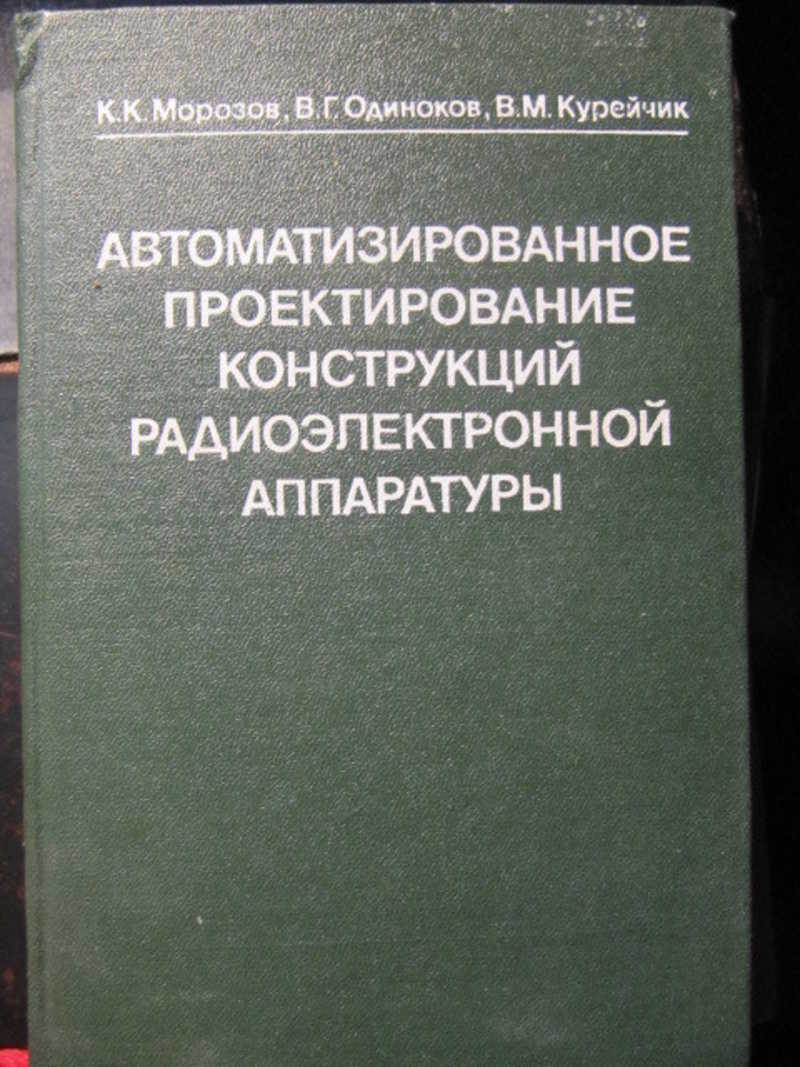 К.К.Морозов, В.Г.Одиноков, В.М.Курейчик
АВТОМАТИЗИРОВАННОЕ
ПРОЕКТИРОВАНИЕ
КОНСТРУКЦИЙ
РАДИОЭЛЕКТРОННОЙ
АППАРАТУРЫ